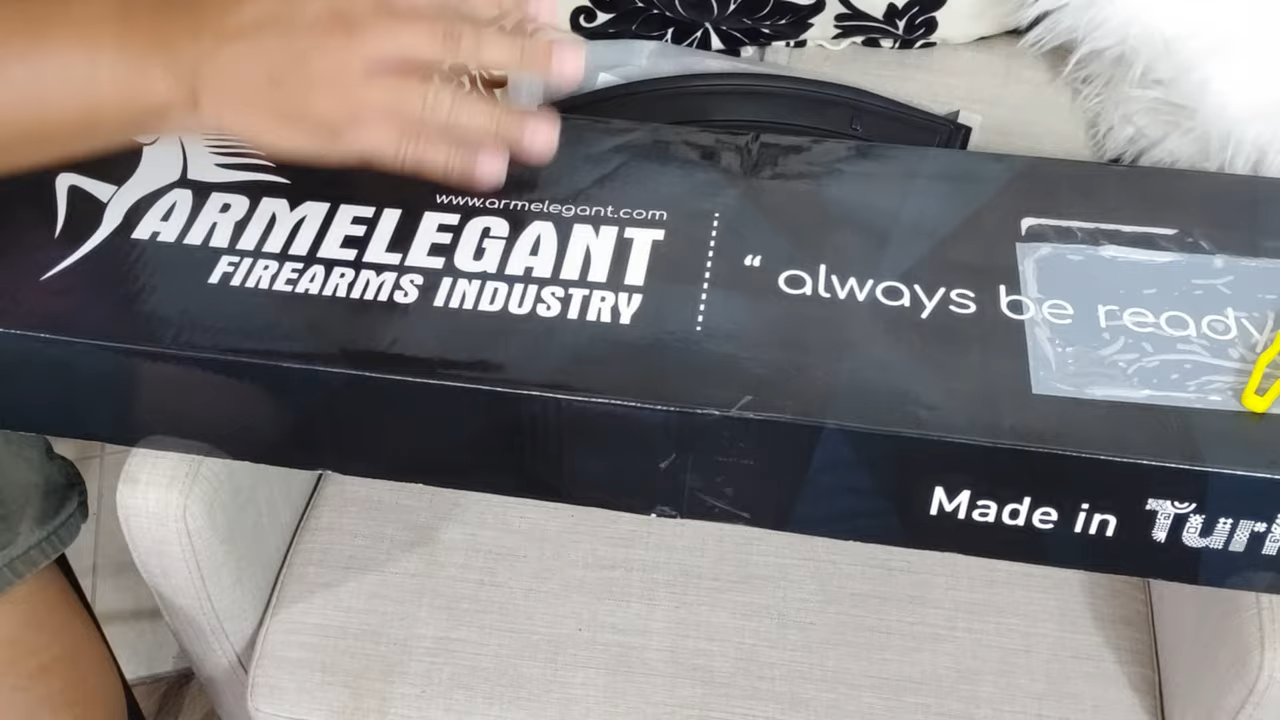 www.armelegant.com
ARMELEGANT
FIREARMS INDUSTRY
“ always be ready
Made in